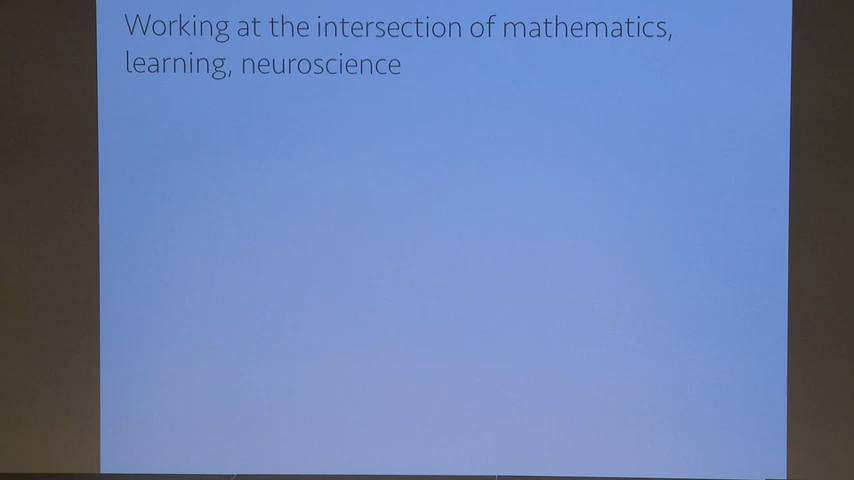 Working at the intersection of mathematics,
learning, neuroscience